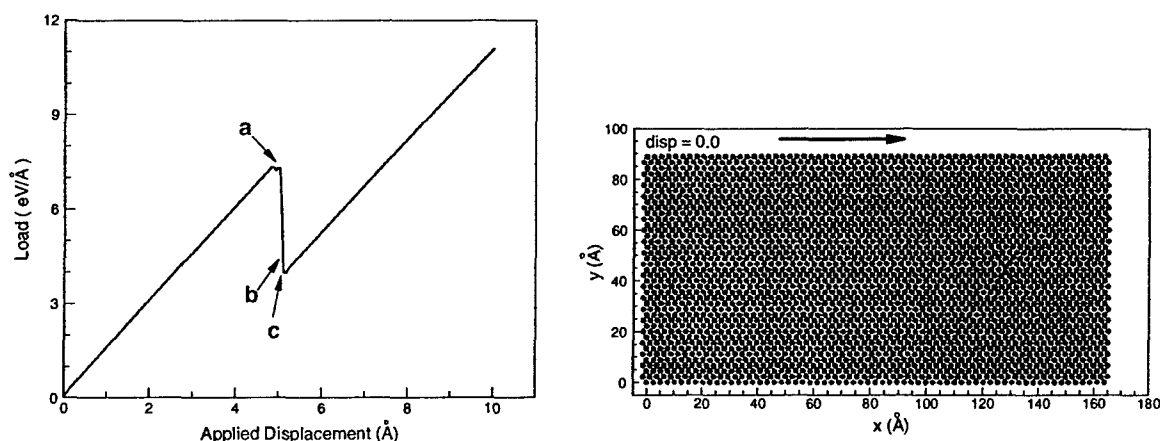 12
9
6
3
0
Load ( eV/Å)
a
b
c
0 2 4 6 8 10
Applied Displacement (Å)
100
80
60
40
20
0
y (Å)
disp = 0.0
0 20 40 60 80 100 120 140 160 180
x (Å)